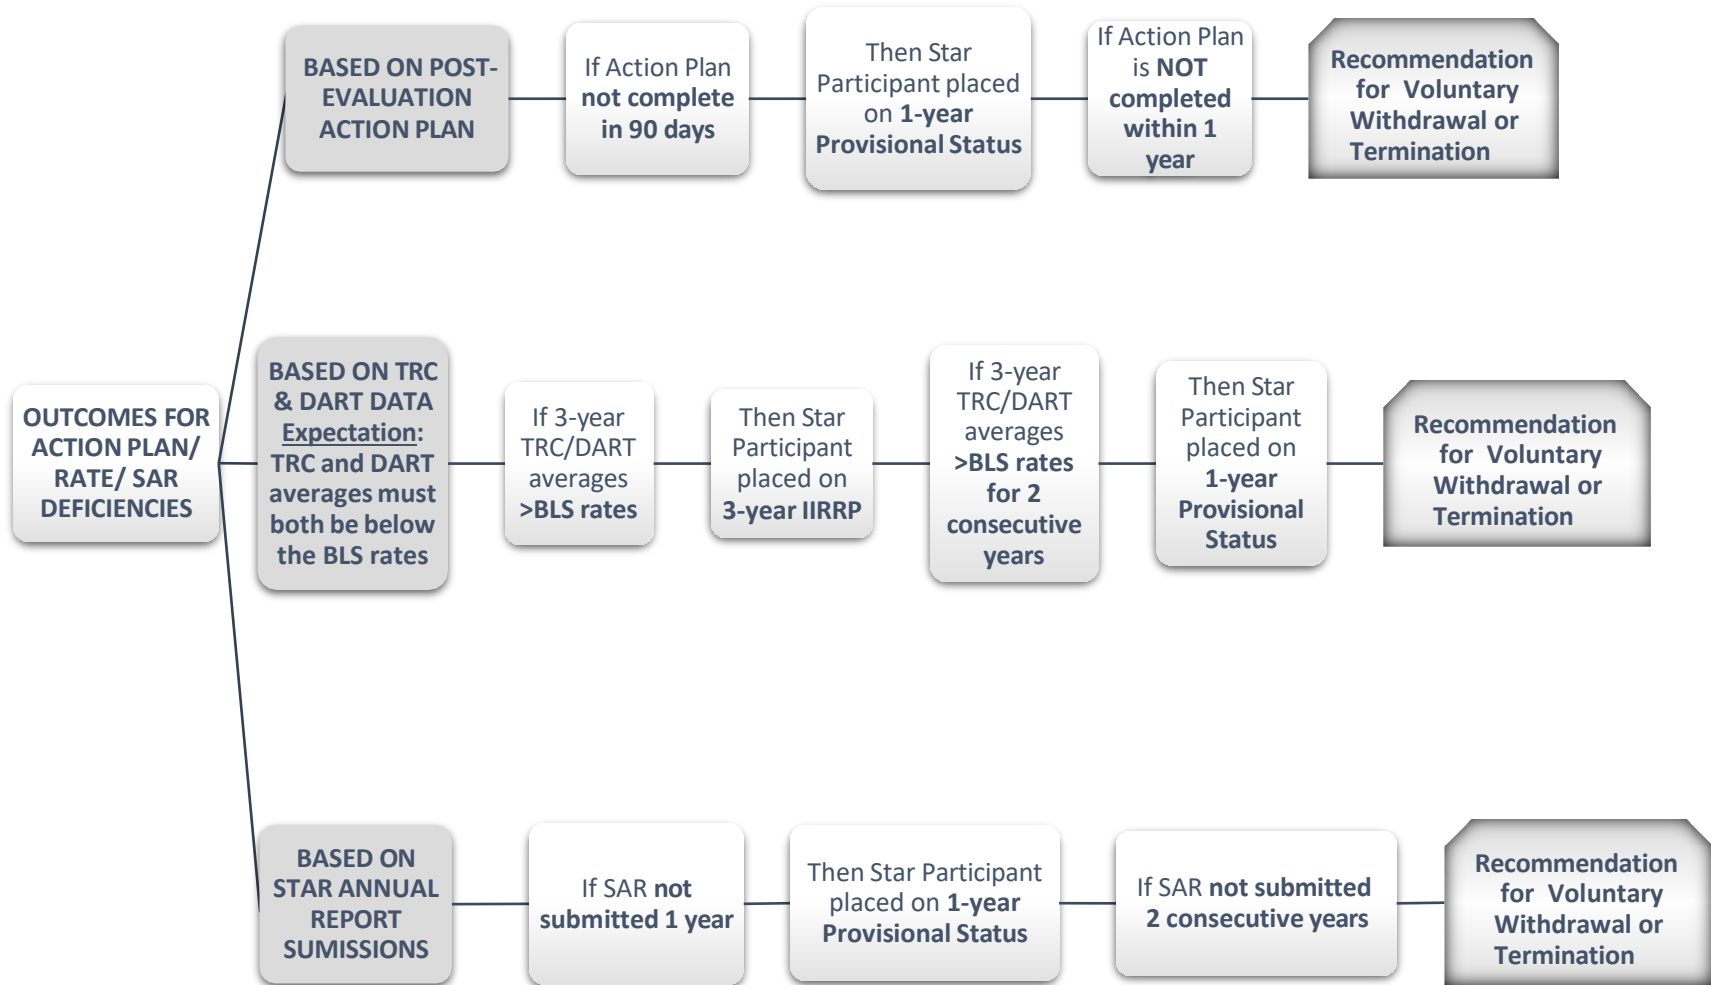 OUTCOMES FOR
ACTION PLAN/
RATE/ SAR
DEFICIENCIES
BASED ON POST-
EVALUATION
ACTION PLAN
If Action Plan
not complete
in 90 days
Then Star
Participant placed
on 1-year
Provisional Status
If Action Plan
is NOT
completed
within 1
year
Recommendation
for Voluntary
Withdrawal or
Termination
BASED ON TRC
& DART DATA
Expectation:
TRC and DART
averages must
both be below
the BLS rates
If 3-year
TRC/DART
averages
>BLS rates
Then Star
Participant
placed on
3-year IIRRP
If 3-year
TRC/DART
averages
>BLS rates
for 2
consecutive
years
Then Star
Participant
placed on
1-year
Provisional
Status
Recommendation
for Voluntary
Withdrawal or
Termination
BASED ON
STAR ANNUAL
REPORT
SUMISSIONS
If SAR not
submitted 1 year
Then Star Participant
placed on 1-year
Provisional Status
If SAR not submitted
2 consecutive years
Recommendation
for Voluntary
Withdrawal or
Termination